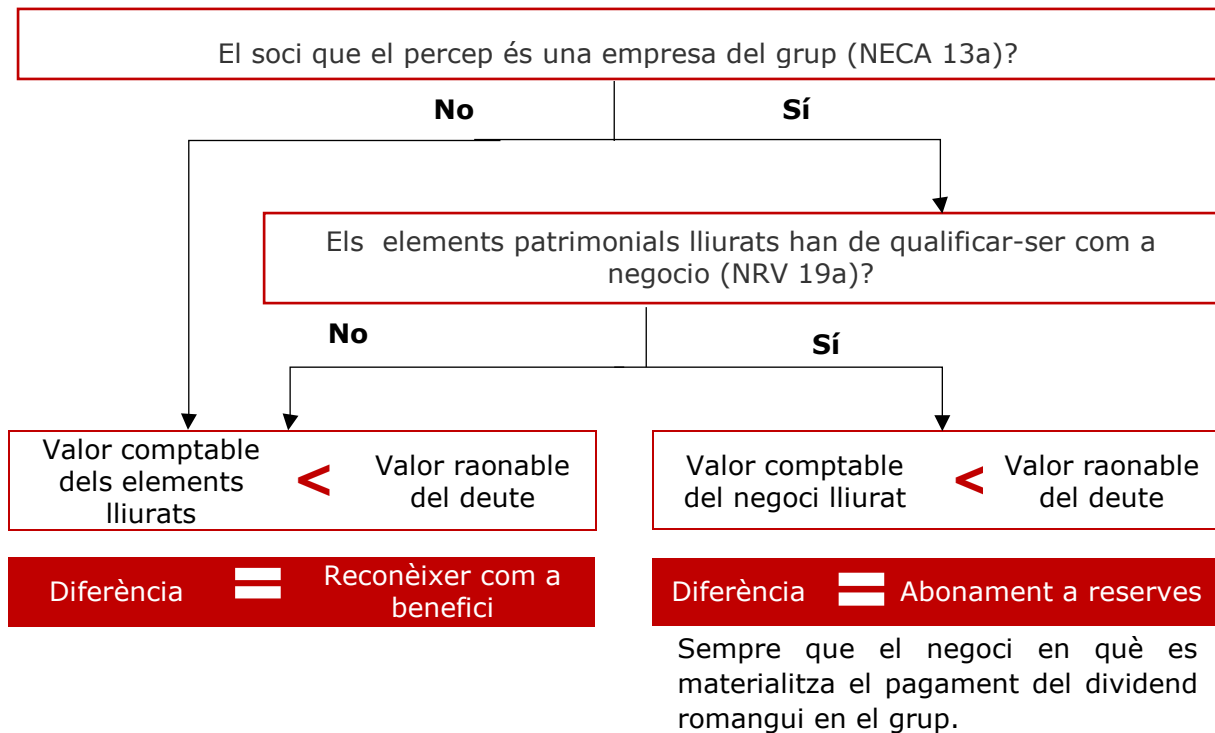 El soci que el percep és una empresa del grup (NECA 13a)?
No
Sí
Els elements patrimonials lliurats han de qualificar-ser com a
negocio (NRV 19a)?
No
Sí
Valor comptable
dels elements
lliurats
<
Valor raonable
del deute
Valor comptable
del negoci lliurat
<
Valor raonable
del deute
Diferència
=
Reconèixer com a
benefici
Diferència
=
Abonament a reserves
Sempre que el negoci en què es
materialitza el pagament del dividend
romangui en el grup.